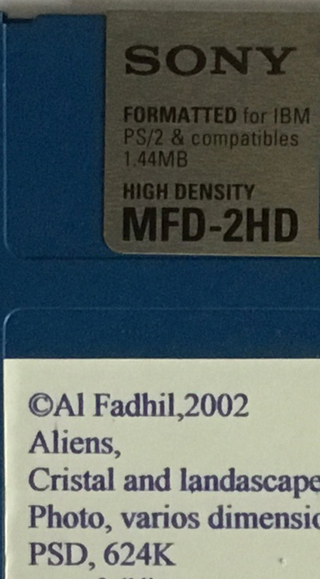 SONY
FORMATTED for IBM
PS/2 & compatibles
1.44MB
HIGH DENSITY
MFD-2HD
©Al Fadhil,2002
Aliens,
Cristal and landascape
Photo, varios
PSD, 624K